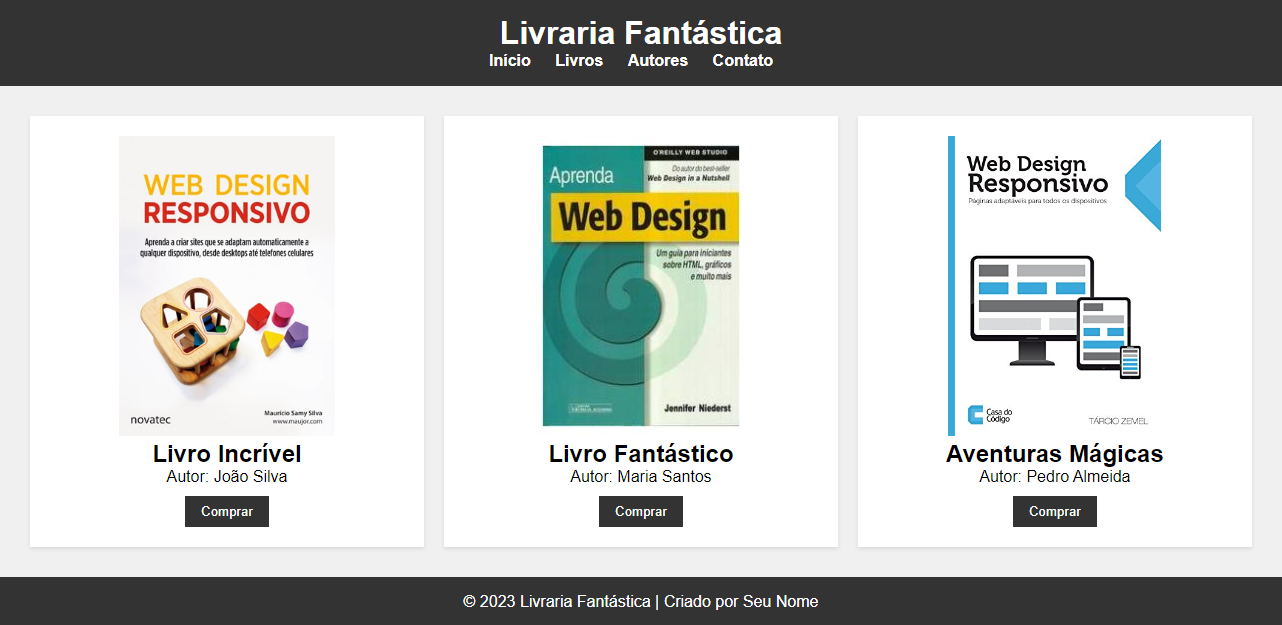 Livraria Fantástica
Início Livros Autores Contato
WEB DESIGN
RESPONSIVO
Aprenda a criar sites que se adaptam automaticamente a
qualquer dispositivo, desde desktops até telefones celulares
novatec
Mauricio Samy Silva
www.maujor.com
Livro Incrível
Autor: João Silva
Comprar
O'REILLY WEB STUDIO
Do autor do best-seller
Web Design in a Nutshell
Aprenda
Web Design
Um guia para iniciantes
sobre HTML, gráficos
e muito mais
Jennifer Niederst
Livro Fantástico
Autor: Maria Santos
Comprar
Web Design
Responsivo
Páginas adaptáveis para todos os dispositivos
Casa do
Código
TÁRCIO ZEMEL
Aventuras Mágicas
Autor: Pedro Almeida
Comprar
© 2023 Livraria Fantástica | Criado por Seu Nome